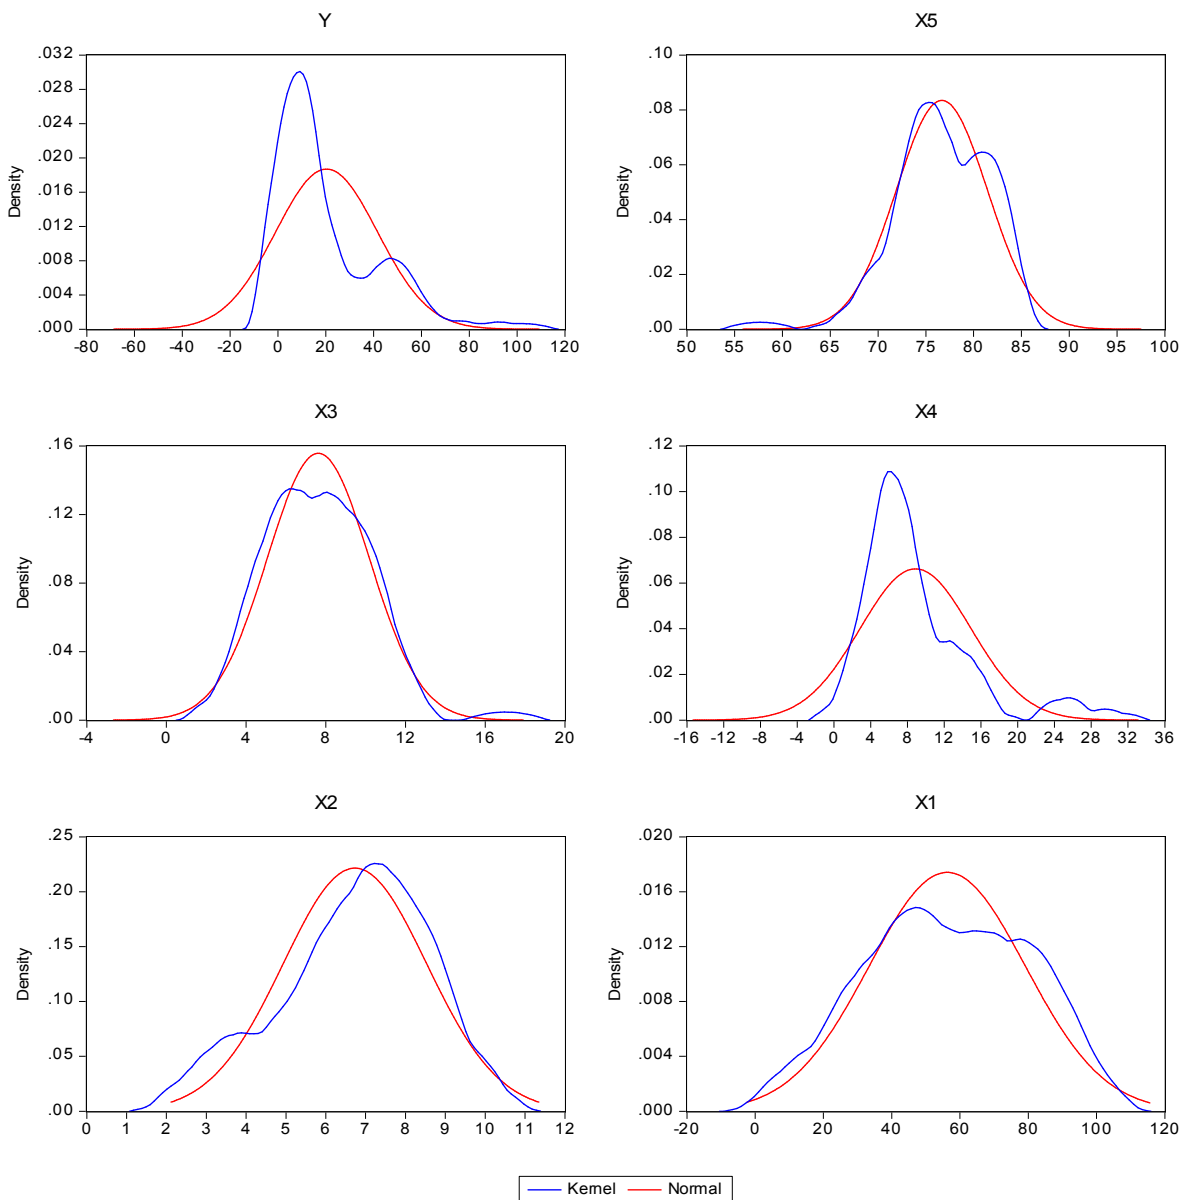 Y
X5
Density
.032
.028
.024
.020
.016
.012
.008
.004
.000
-80 -60 -40 -20 0 20 40 60 80 100 120
Density
.10
.08
.06
.04
.02
.00
50 55 60 65 70 75 80 85 90 95 100
X3
X4
Density
.16
.12
.08
.04
.00
-4 0 4 8 12 16 20
Density
.12
.10
.08
.06
.04
.02
.00
-16 -12 -8 -4 0 4 8 12 16 20 24 28 32 36
X2
X1
Density
.25
.20
.15
.10
.05
.00
0 1 2 3 4 5 6 7 8 9 10 11 12
Density
.020
.016
.012
.008
.004
.000
-20 0 20 40 60 80 100 120
Kernel Normal